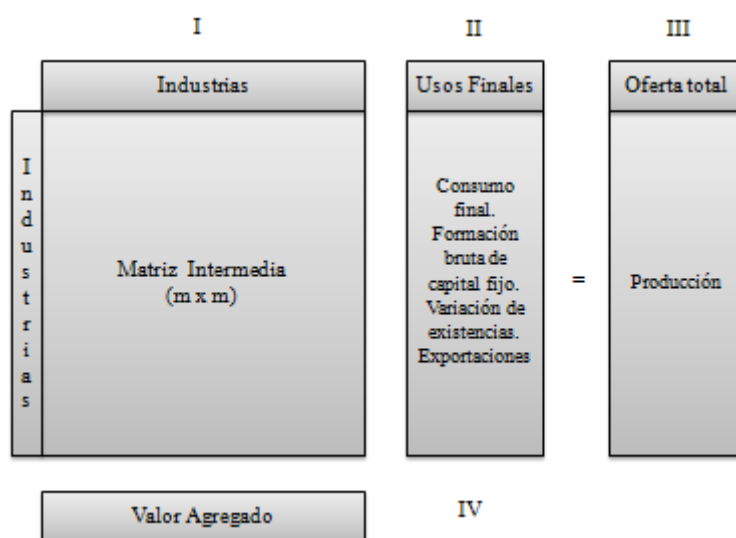 I
II
III
Industrias
Usos Finales
Oferta total
I
n
d
u
s
t
r
i
a
s
Matriz Intermedia
(m x m)
Consumo
final.
Formación
bruta de
capital fijo.
Variación de
existencias.
Exportaciones
=
Producción
Valor Agregado
IV